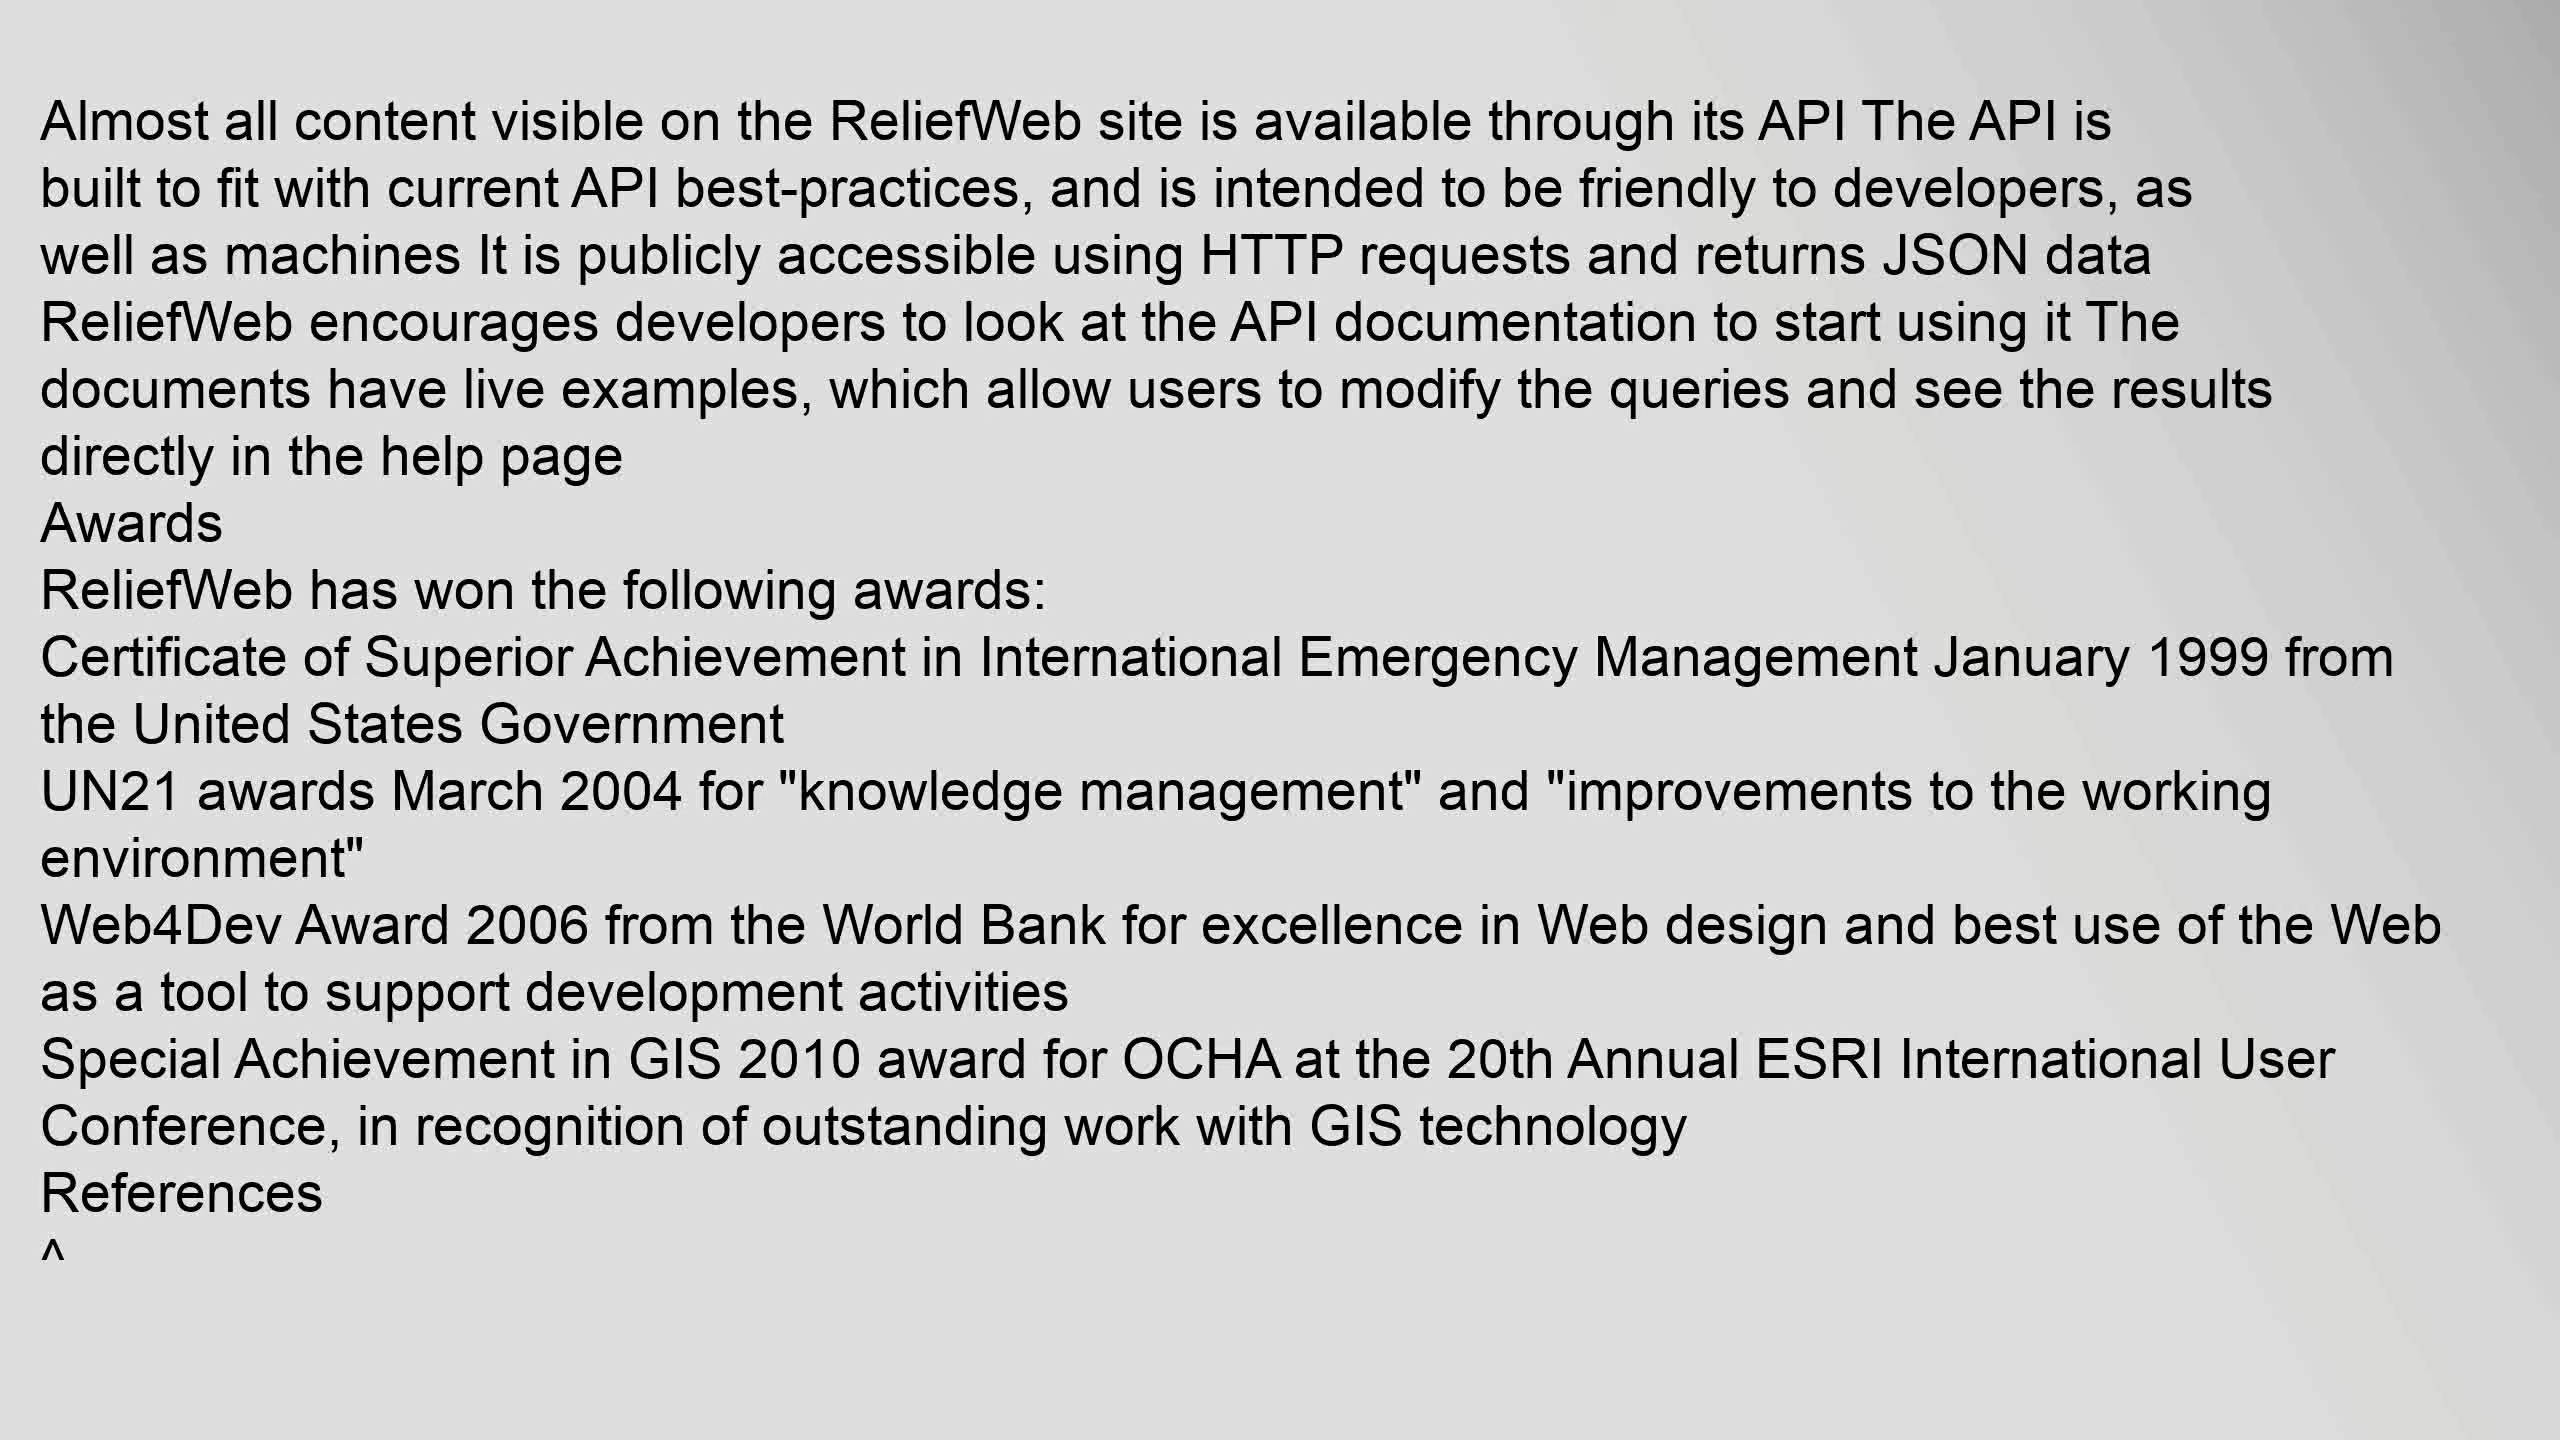 Almost all content visible on the ReliefWeb site is available through its API The API is
built to fit with current API best-practices, and is intended to be friendly to developers, as
well as machines It is publicly accessible using HTTP requests and returns JSON data
ReliefWeb encourages developers to look at the API documentation to start using it The
documents have live examples, which allow users to modify the queries and see the results
directly in the help page
Awards
ReliefWeb has won the following awards:
Certificate of Superior Achievement in International Emergency Management January 1999 from
the United States Government
UN21 awards March 2004 for "knowledge management" and "improvements to the working
environment"
Web4Dev Award 2006 from the World Bank for excellence in Web design and best use of the Web
as a tool to support development activities
Special Achievement in GIS 2010 award for OCHA at the 20th Annual ESRI International User
Conference, in recognition of outstanding work with GIS technology
References
^